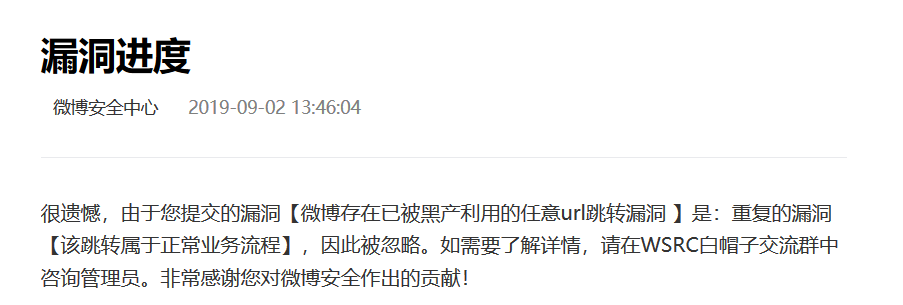 漏洞进度
微博安全中心 2019-09-02 13:46:04
很遗憾，由于您提交的漏洞【微博存在已被黑产利用的任意url跳转漏洞 】是：重复的漏洞
【该跳转属于正常业务流程】，因此被忽略。如需要了解详情，请在WSRC白帽子交流群中
咨询管理员。非常感谢您对微博安全作出的贡献！